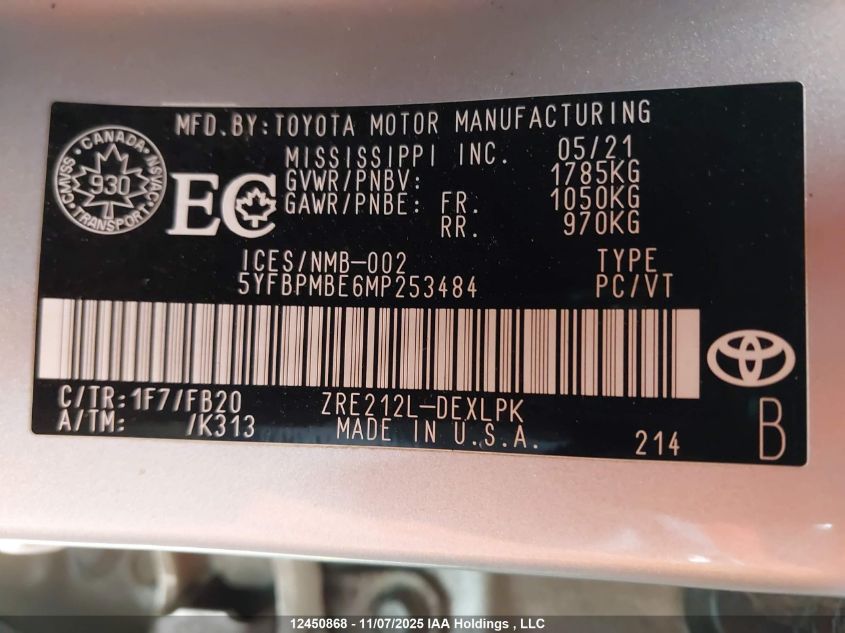 MFD.BY:TOYOTA MOTOR MANUFACTURING
MISSISSIPPI INC. 05/21
GVWR/PNBV: 1785KG
GAWR/PNBE: FR. 1050KG
RR. 970KG
CANADA
CMVSS
930
NSVAC
TRANSPORT
EC
ICES/NMB-002 TYPE
5YFBPMBE6MP253484 PC/VT
C/TR:1F7/FB20 ZRE212L-DEXLPK
A/TM: /K313 MADE IN U.S.A. 214 B
12450868 - 11/07/2025 IAA Holdings , LLC